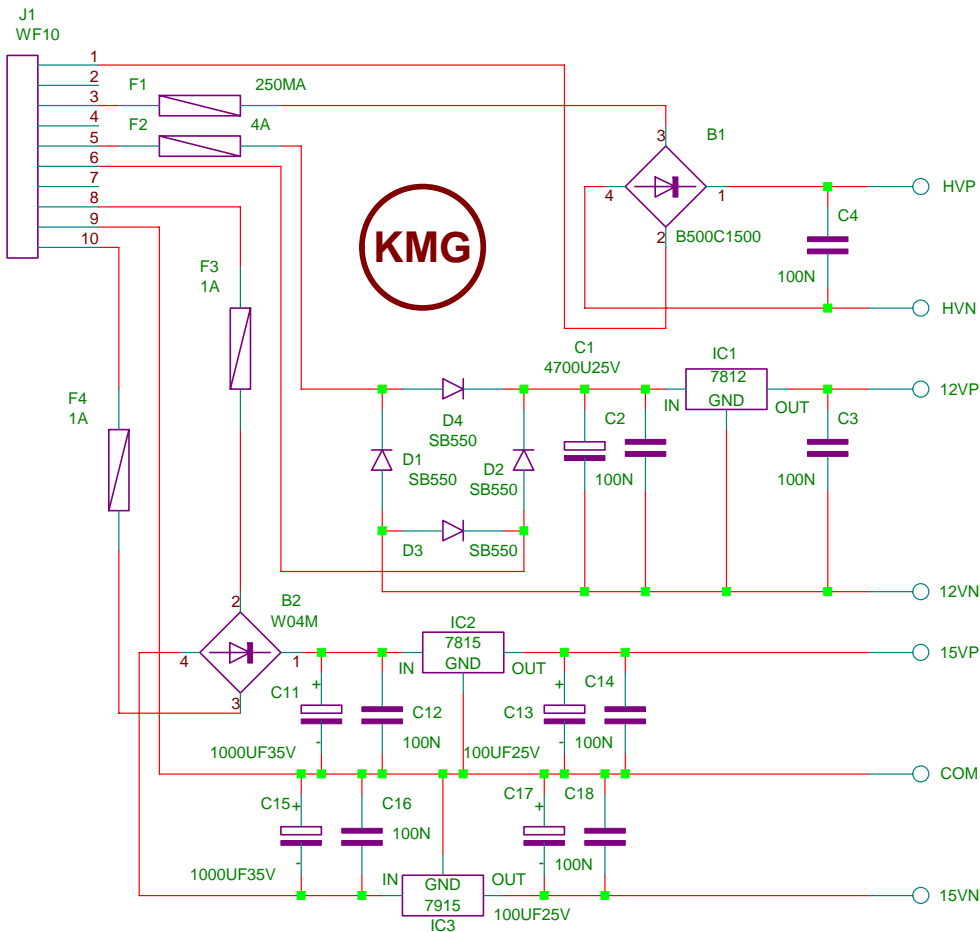 J1
WF10
1
2
F1 250MA
3
4
F2 4A
5
6
7
8
9
10
3 B1
4 1
2 B500C1500
HVP
C4
100N
HVN
KMG
F3
1A
F4
1A
C1
4700U25V
IC1
7812
GND
IN OUT
12VP
D4
SB550
C2 C3
D1
SB550
D2
SB550
100N 100N
D3 SB550
12VN
B2
W04M
2
4 1
3
IC2
7815
GND
IN OUT
15VP
C11 +
C12
C13 +
C14
100N 100N
- -
1000UF35V 100UF25V
COM
C15 +
C16
C17 +
C18
100N 100N
- -
1000UF35V
IN GND OUT
7915
100UF25V
IC3
15VN